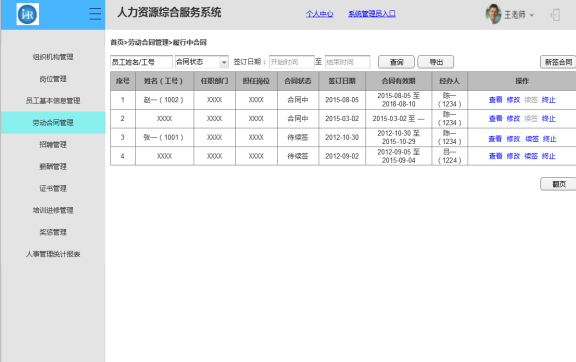 HR
人力资源综合服务系统
个人中心 系统管理员入口
王老师
首页>劳动合同管理>履行中合同
组织机构管理
岗位管理
员工基本信息管理
劳动合同管理
招聘管理
薪酬管理
证书管理
培训进修管理
奖惩管理
人事管理统计报表
员工姓名/工号 合同状态 签订日期： 开始时间 至 结束时间 查询 导出 新签合同
序号 姓名（工号） 任职部门 担任岗位 合同状态 签订日期 合同有效期 经办人 操作
1 赵一（1002） XXXX XXXX 合同中 2015-08-05 2015-08-05 至 2018-08-10 陈一（1234） 查看 修改 续签 终止
2 XXXX XXXX XXXX 合同中 2015-03-02 2015-03-02 至 — 陈一（1234） 查看 修改 续签 终止
3 张一（1001） XXXX XXXX 待续签 2012-10-30 2012-10-30 至 2015-10-29 陈一（1234） 查看 修改 续签 终止
4 XXXX XXXX XXXX 待续签 2012-09-02 2012-09-05 至 2015-09-04 吕一（1224） 查看 修改 续签 终止
翻页